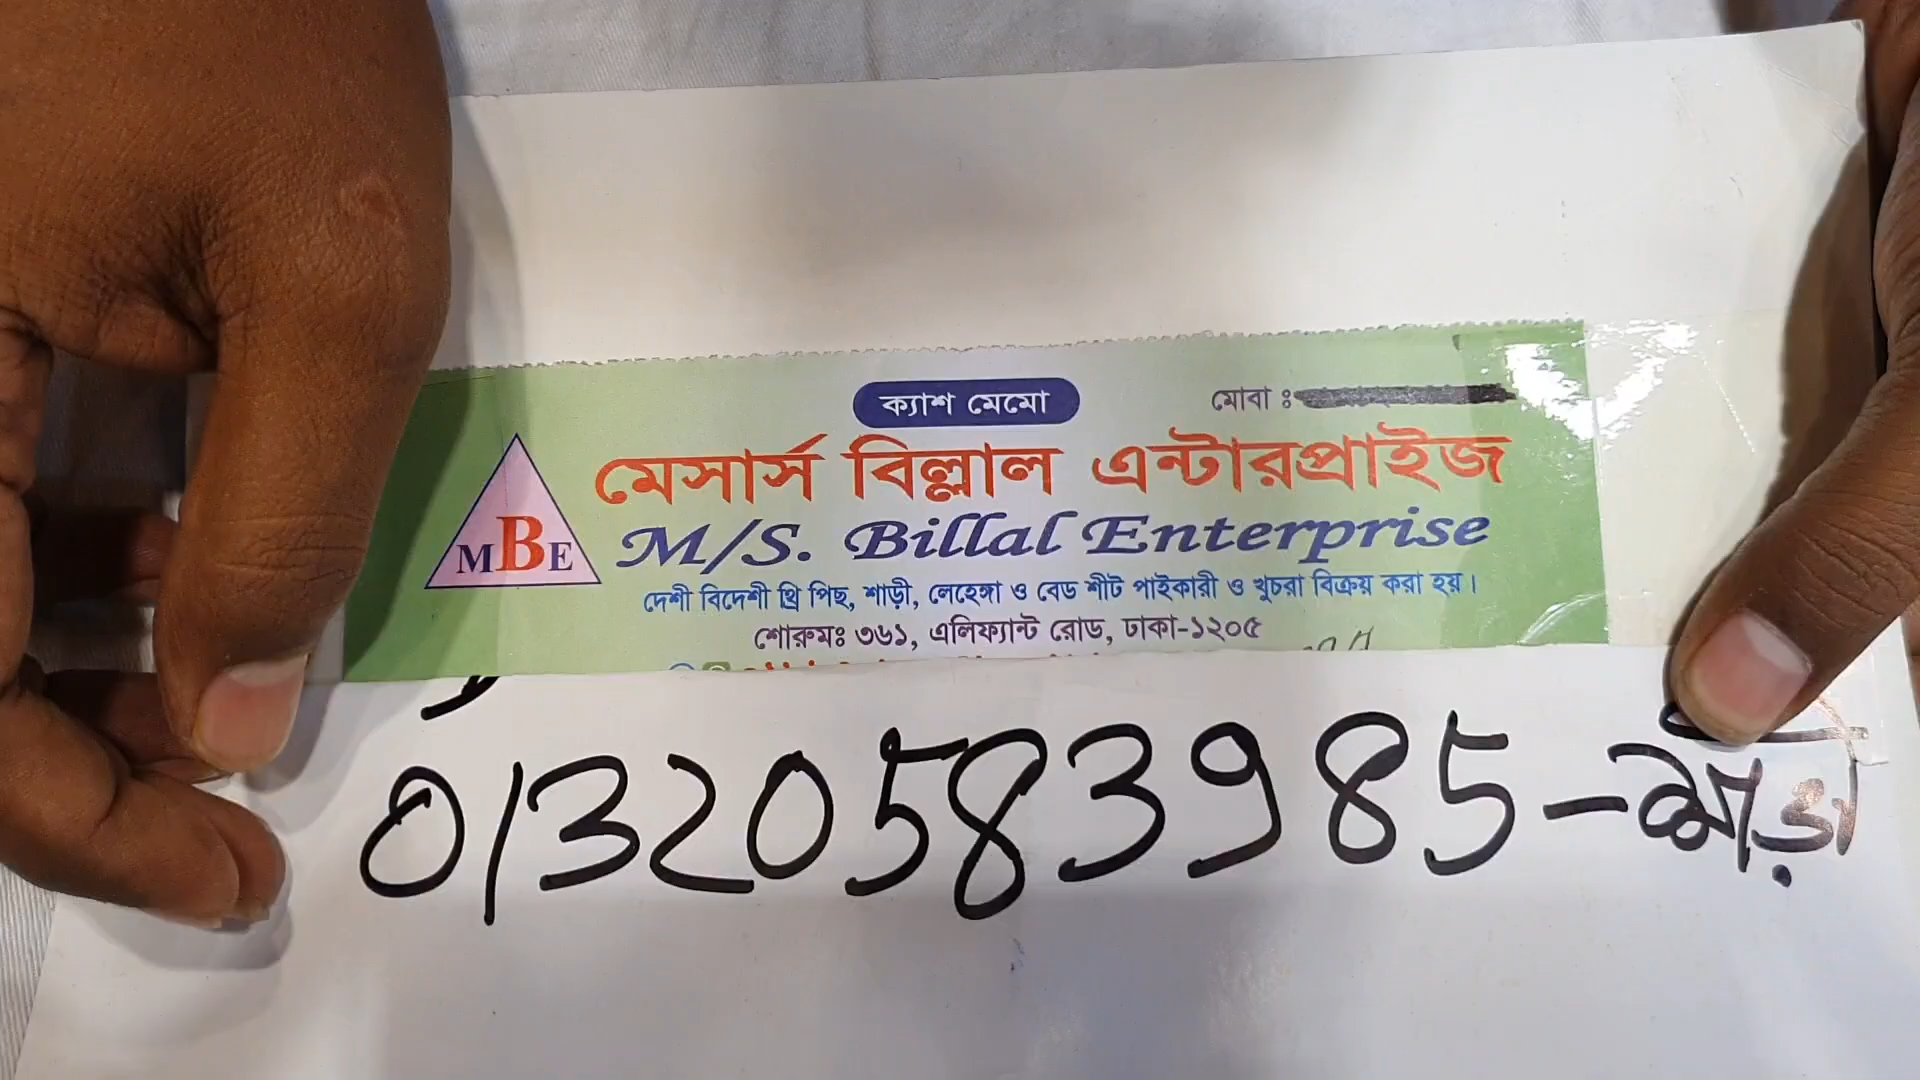 ক্যাশ মেমো
মোবা ঃ
মেসার্স বিল্লাল এন্টারপ্রাইজ
MBE
M/S. Billal Enterprise
দেশী বিদেশী থ্রি পিছ, শাড়ী, লেহেঙ্গা ও বেড শীট পাইকারী ও খুচরা বিক্রয় করা হয়।
শোরুমঃ ৩৬১, এলিফ্যান্ট রোড, ঢাকা-১২০৫
01320583985-শাড়ী